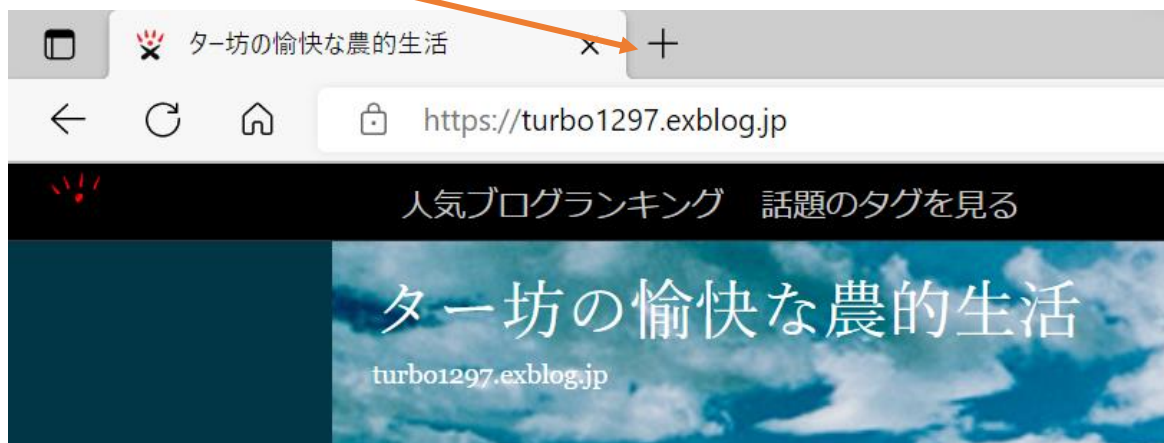 ター坊の愉快な農的生活
https://turbo1297.exblog.jp
人気ブログランキング 話題のタグを見る
ター坊の愉快な農的生活
turbo1297.exblog.jp